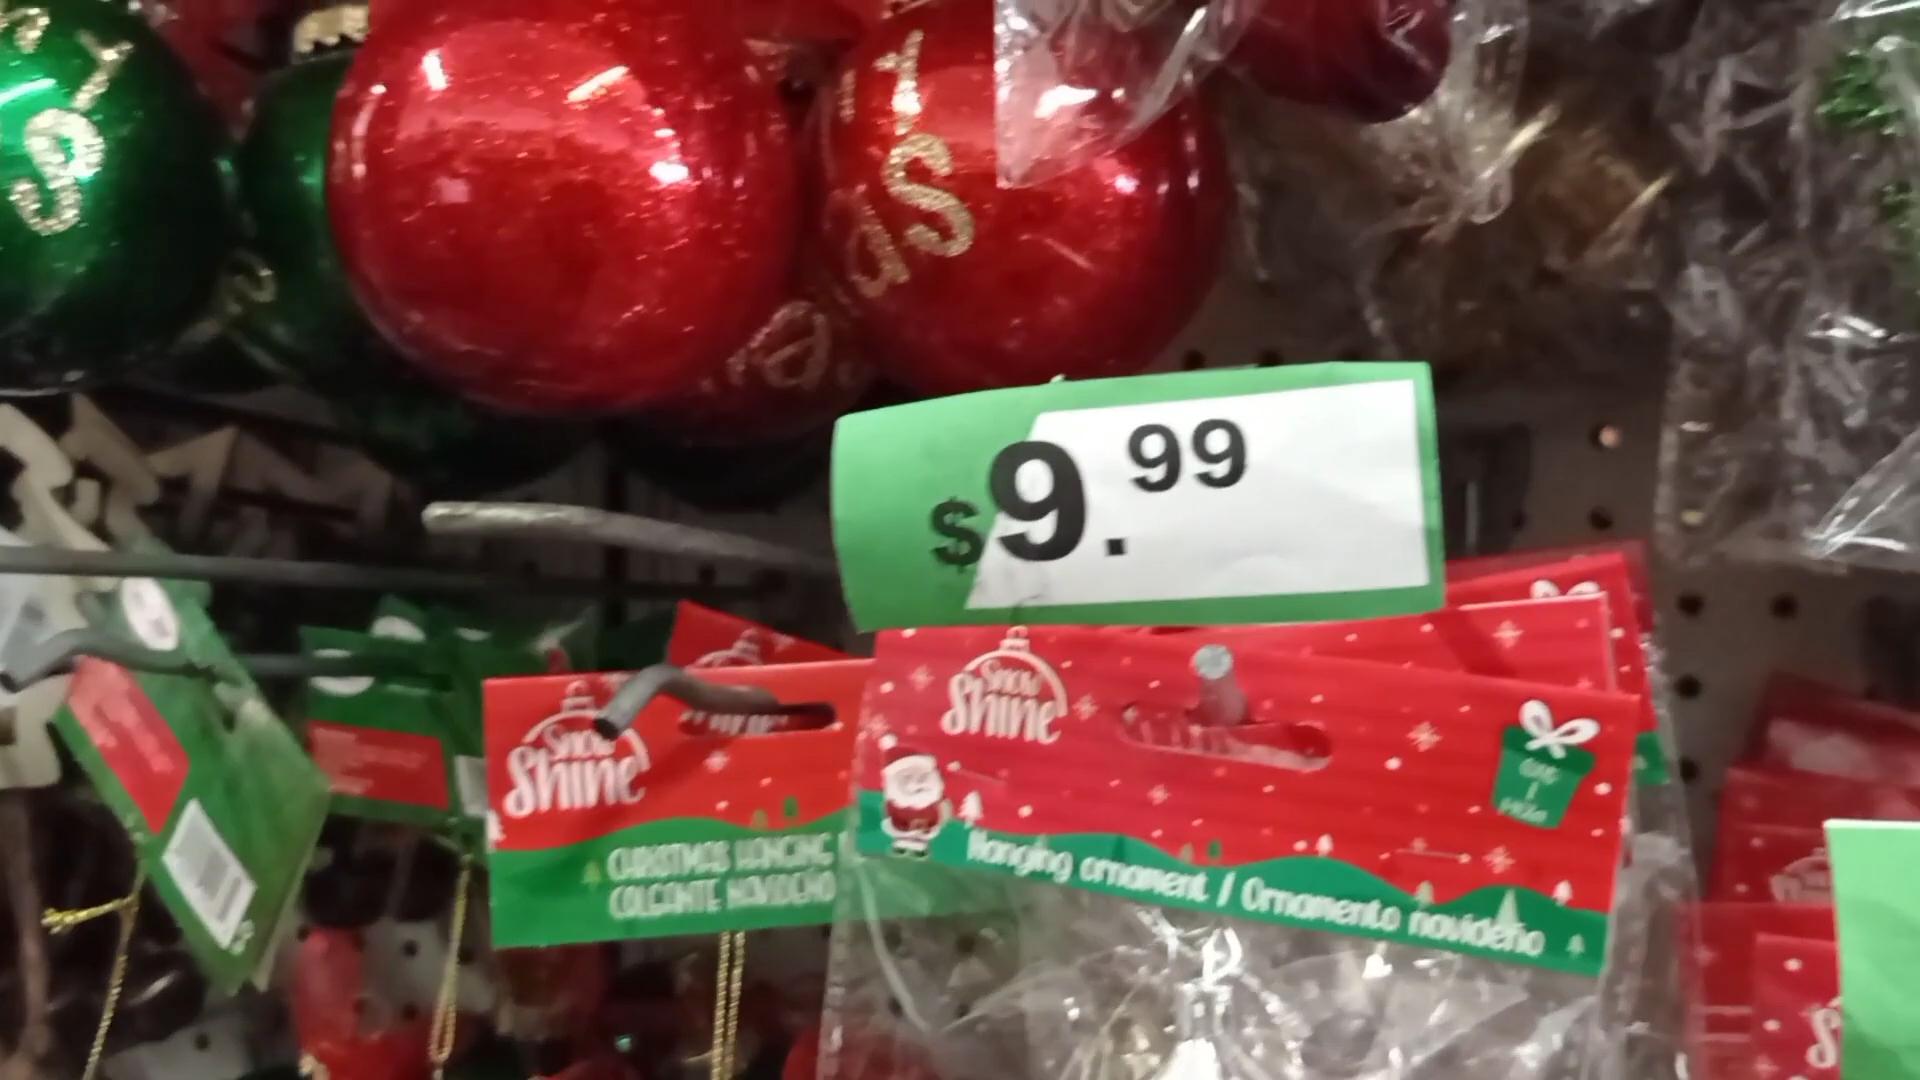 $9.99
Snow
Shine
Hanging ornament / Ornamento navideño
Snow
Shine
CHRISTMAS HANGING
COLGANTE NAVIDEÑO